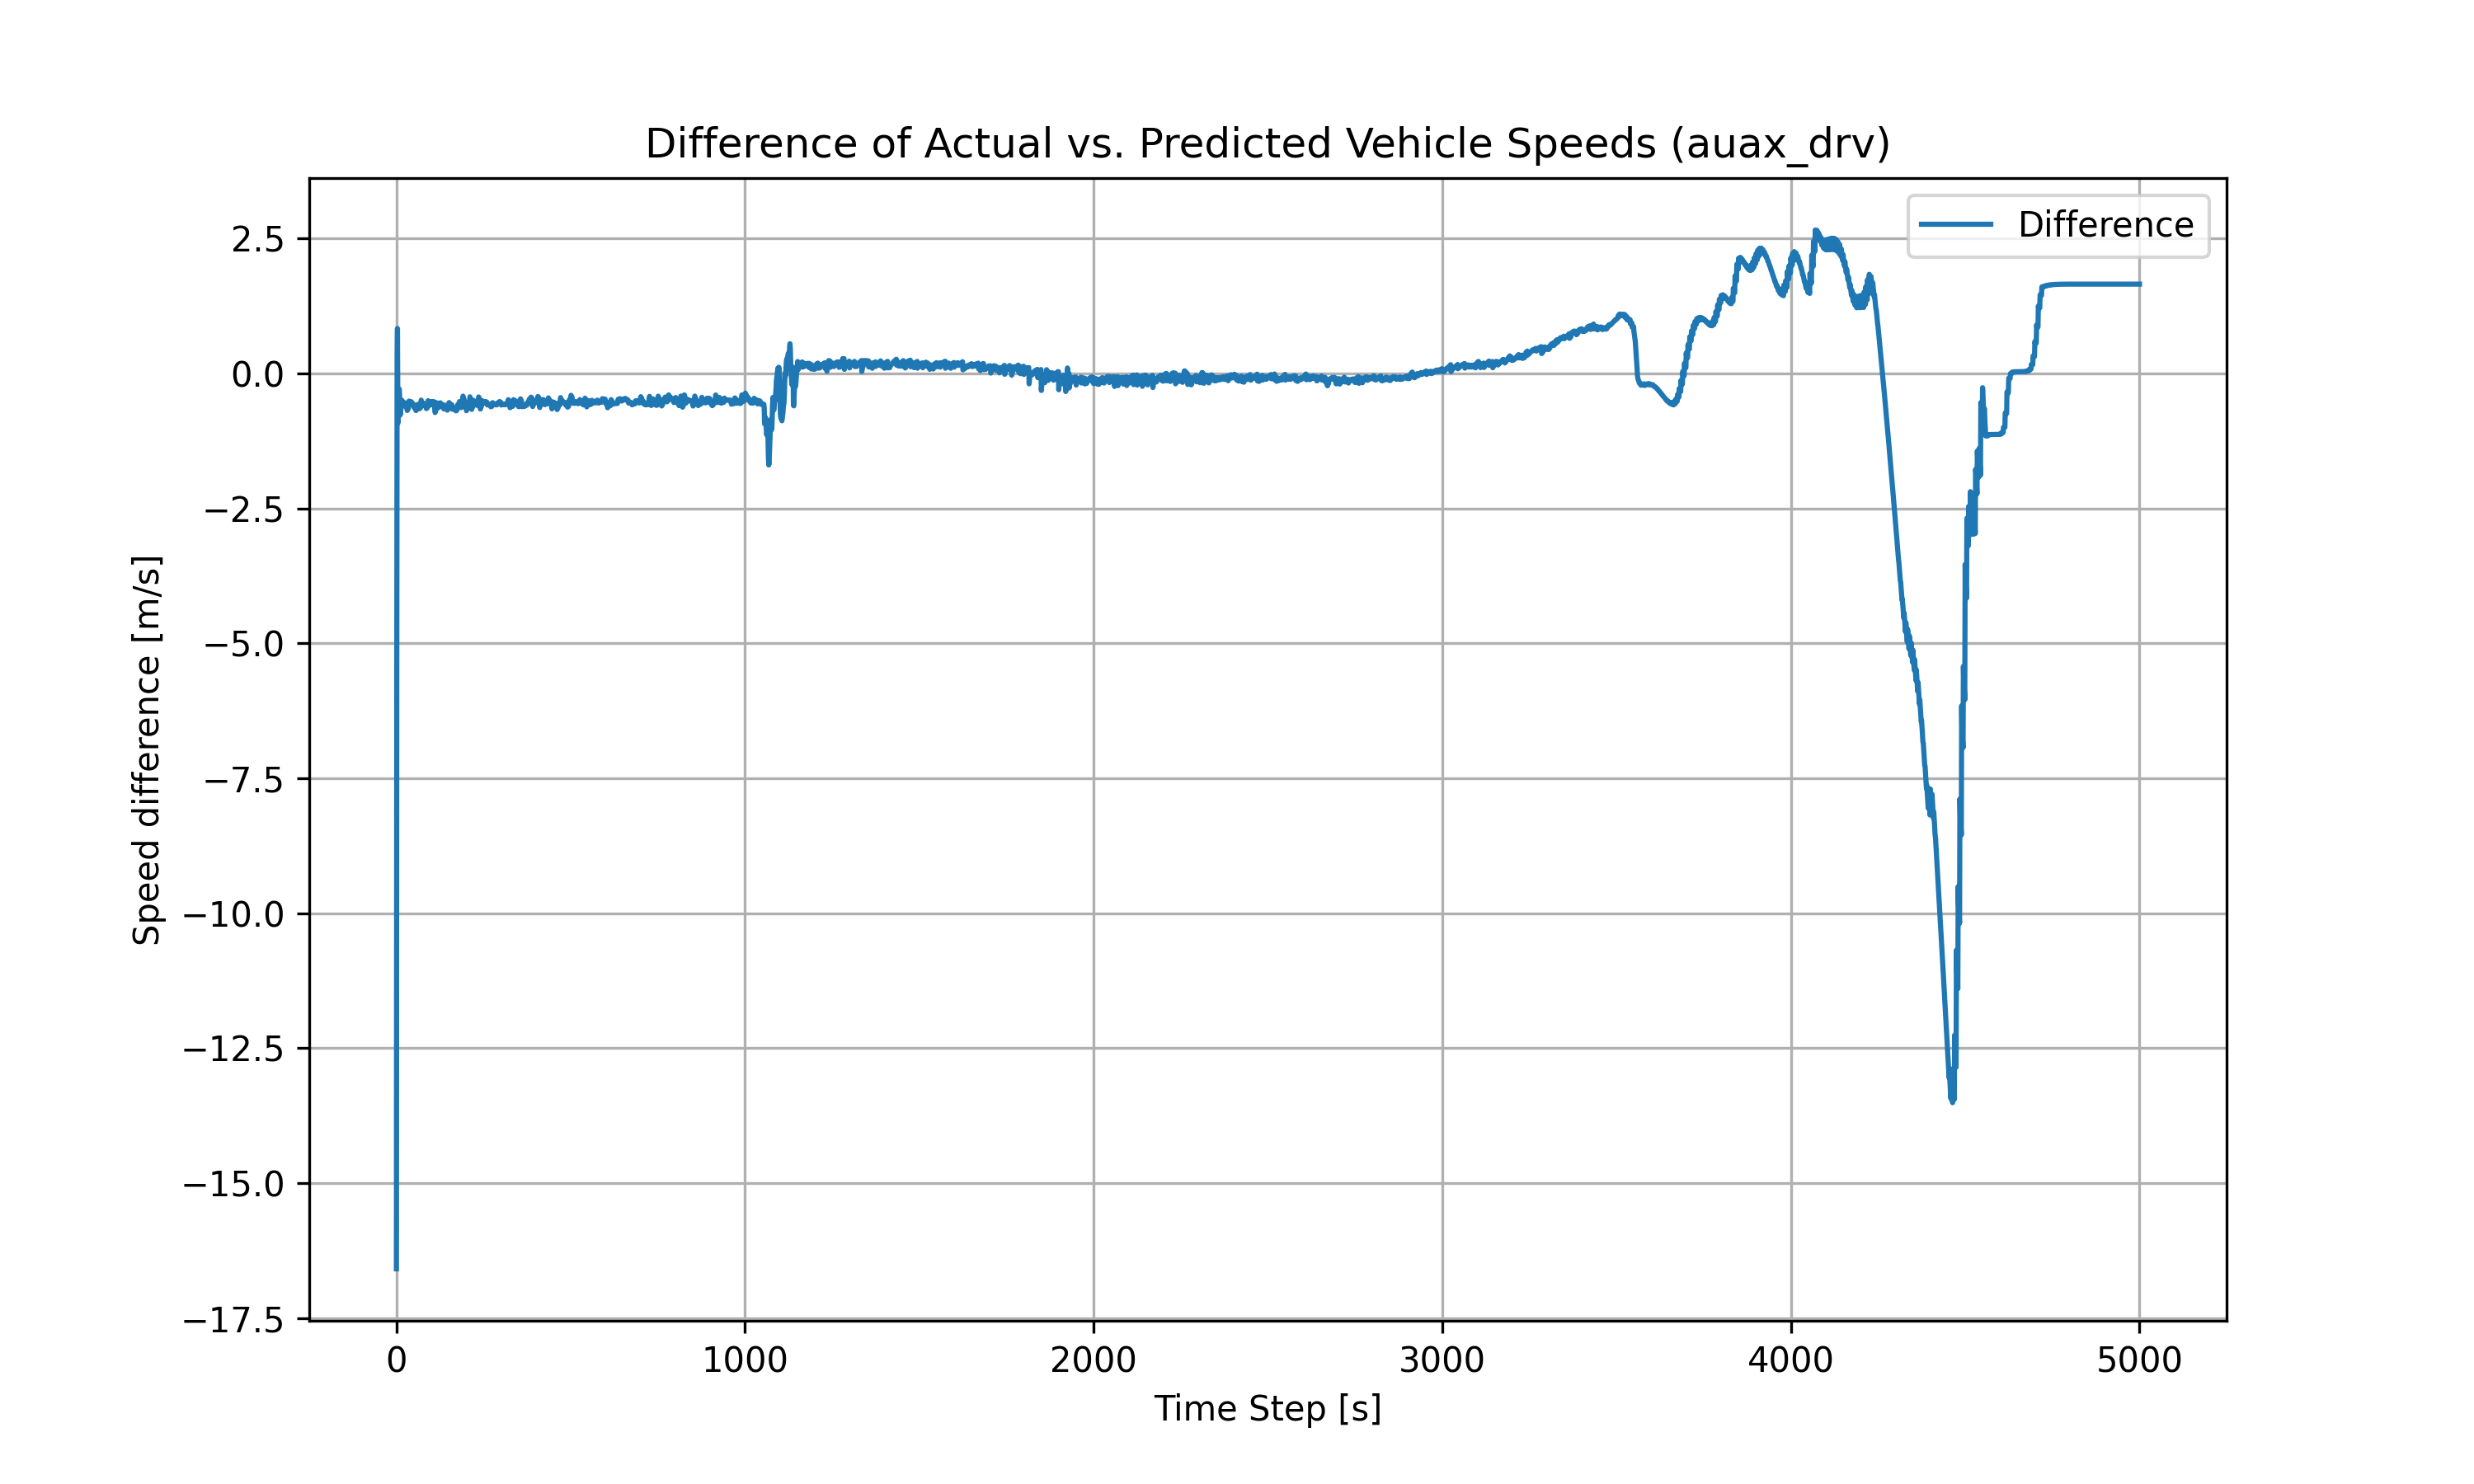 Difference of Actual vs. Predicted Vehicle Speeds (auax_drv)
Difference
2.5
0.0
−2.5
−5.0
−7.5
−10.0
−12.5
−15.0
−17.5
Speed difference [m/s]
0 1000 2000 3000 4000 5000
Time Step [s]